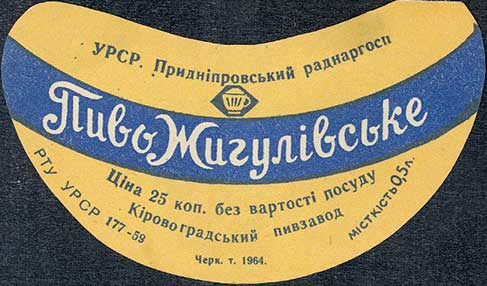 УРСР. Придніпровський раднаргосп
Пиво Жигулівське
Ціна 25 коп. без вартості посуду
Кіровоградський пивзавод
РТУ УРСР 177-59
МІСТКІСТЬ 0,5 л.
Черк. т. 1964.